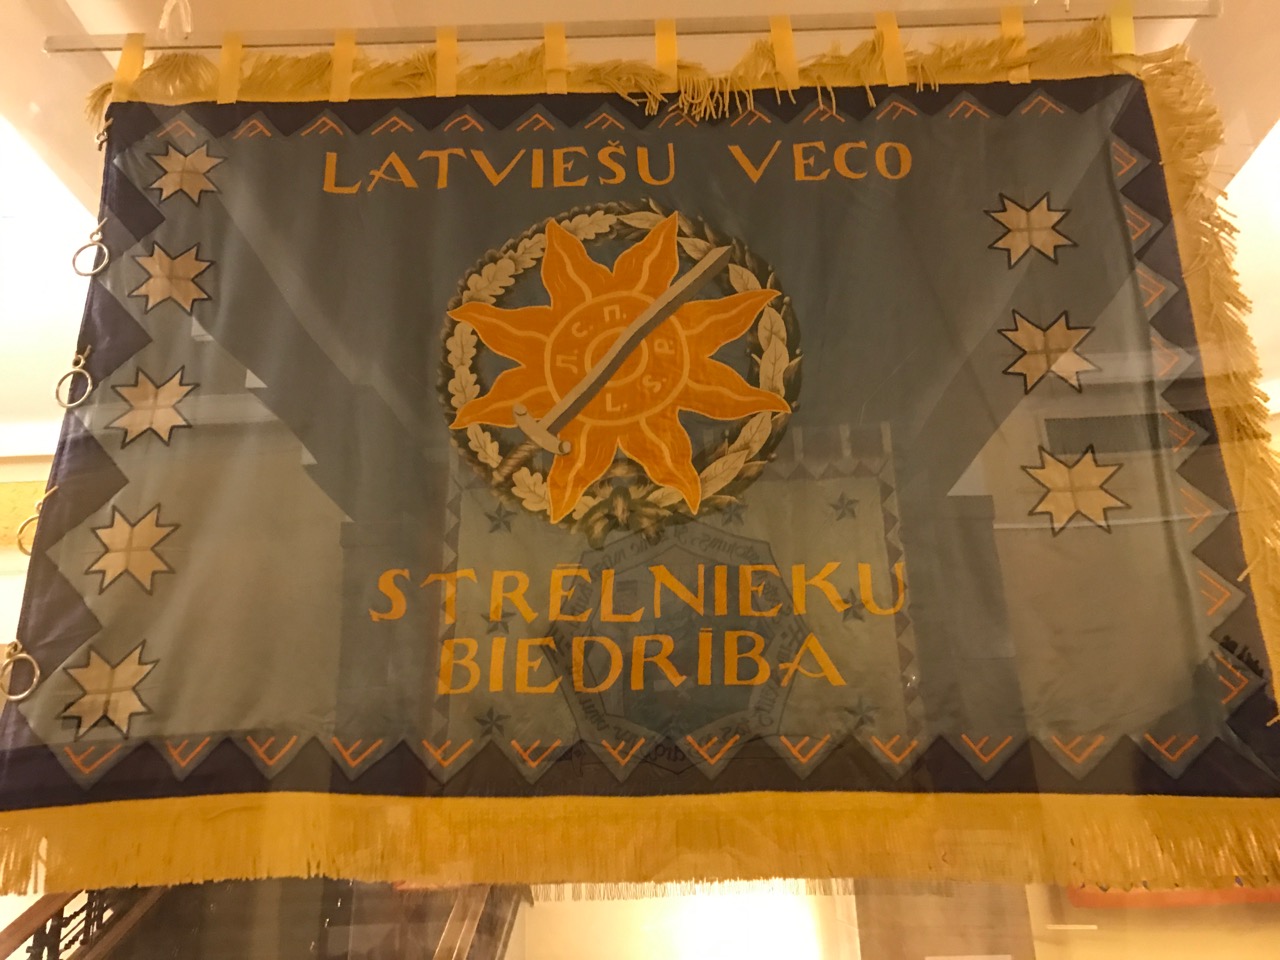 LATVIEŠU VECO
Л. С. П.
L. S. P.
STRĒLNIEKU
BIEDRĪBA